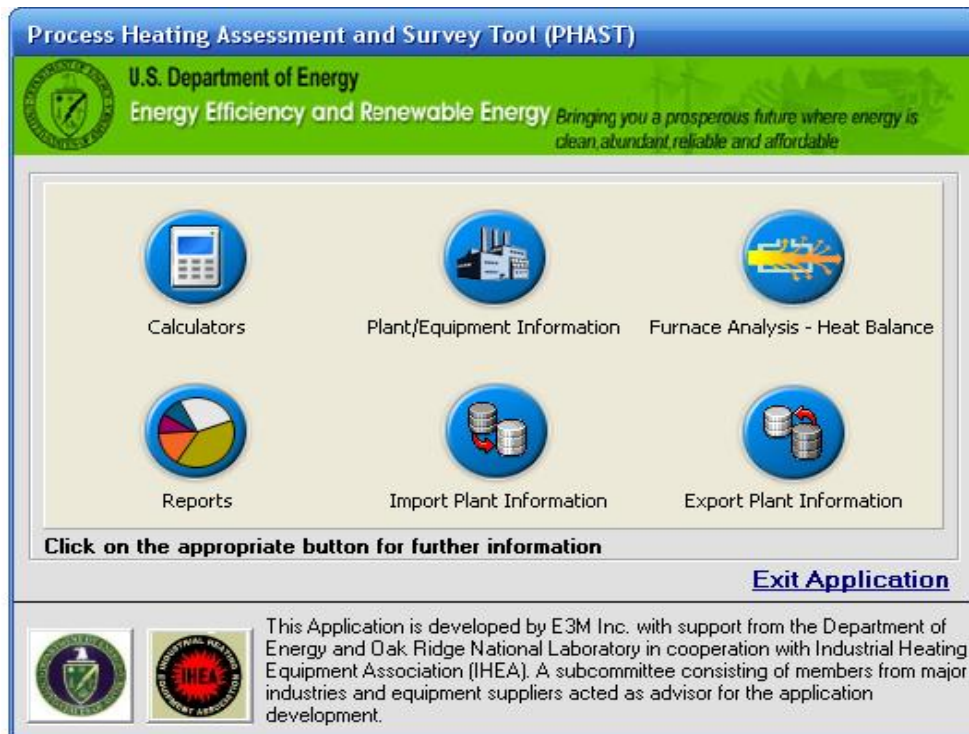 Process Heating Assessment and Survey Tool (PHAST)
U.S. Department of Energy
Energy Efficiency and Renewable Energy Bringing you a prosperous future where energy is
clean,abundant,reliable and affordable
Calculators
Plant/Equipment Information
Furnace Analysis - Heat Balance
Reports
Import Plant Information
Export Plant Information
Click on the appropriate button for further information
Exit Application
INDUSTRIAL HEATING
IHEA
EQUIPMENT ASSOCIATION
This Application is developed by E3M Inc. with support from the Department of
Energy and Oak Ridge National Laboratory in cooperation with Industrial Heating
Equipment Association (IHEA). A subcommittee consisting of members from major
industries and equipment suppliers acted as advisor for the application
development.